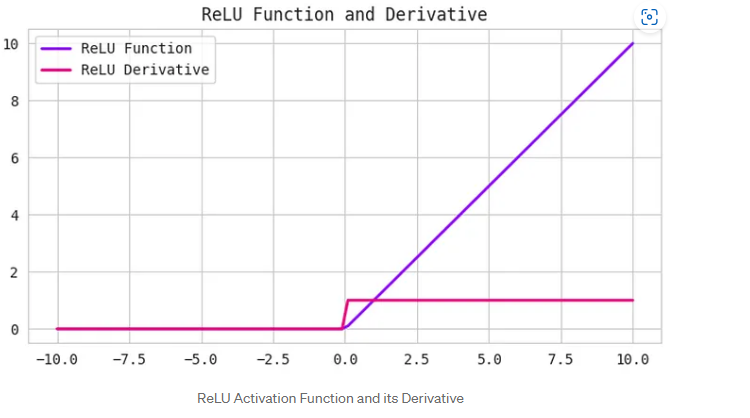 ReLU Function and Derivative
10
ReLU Function
ReLU Derivative
8
6
4
2
0
−10.0 −7.5 −5.0 −2.5 0.0 2.5 5.0 7.5 10.0
ReLU Activation Function and its Derivative